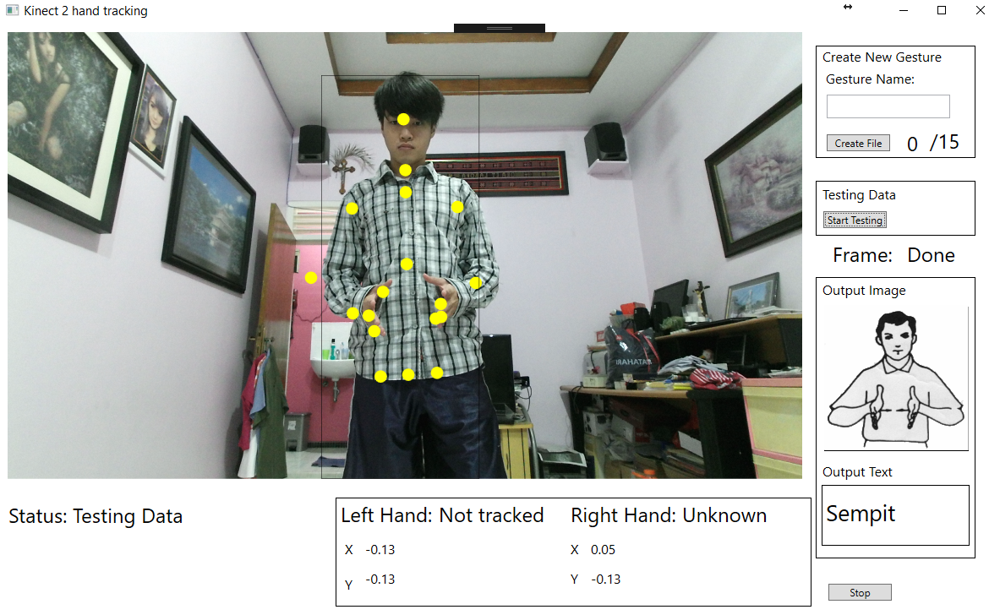 Kinect 2 hand tracking
Create New Gesture
Gesture Name:
Create File 0 /15
Testing Data
Start Testing
Frame: Done
Output Image
Output Text
Sempit
Status: Testing Data
Left Hand: Not tracked
X -0.13
Y -0.13
Right Hand: Unknown
X 0.05
Y -0.13
Stop